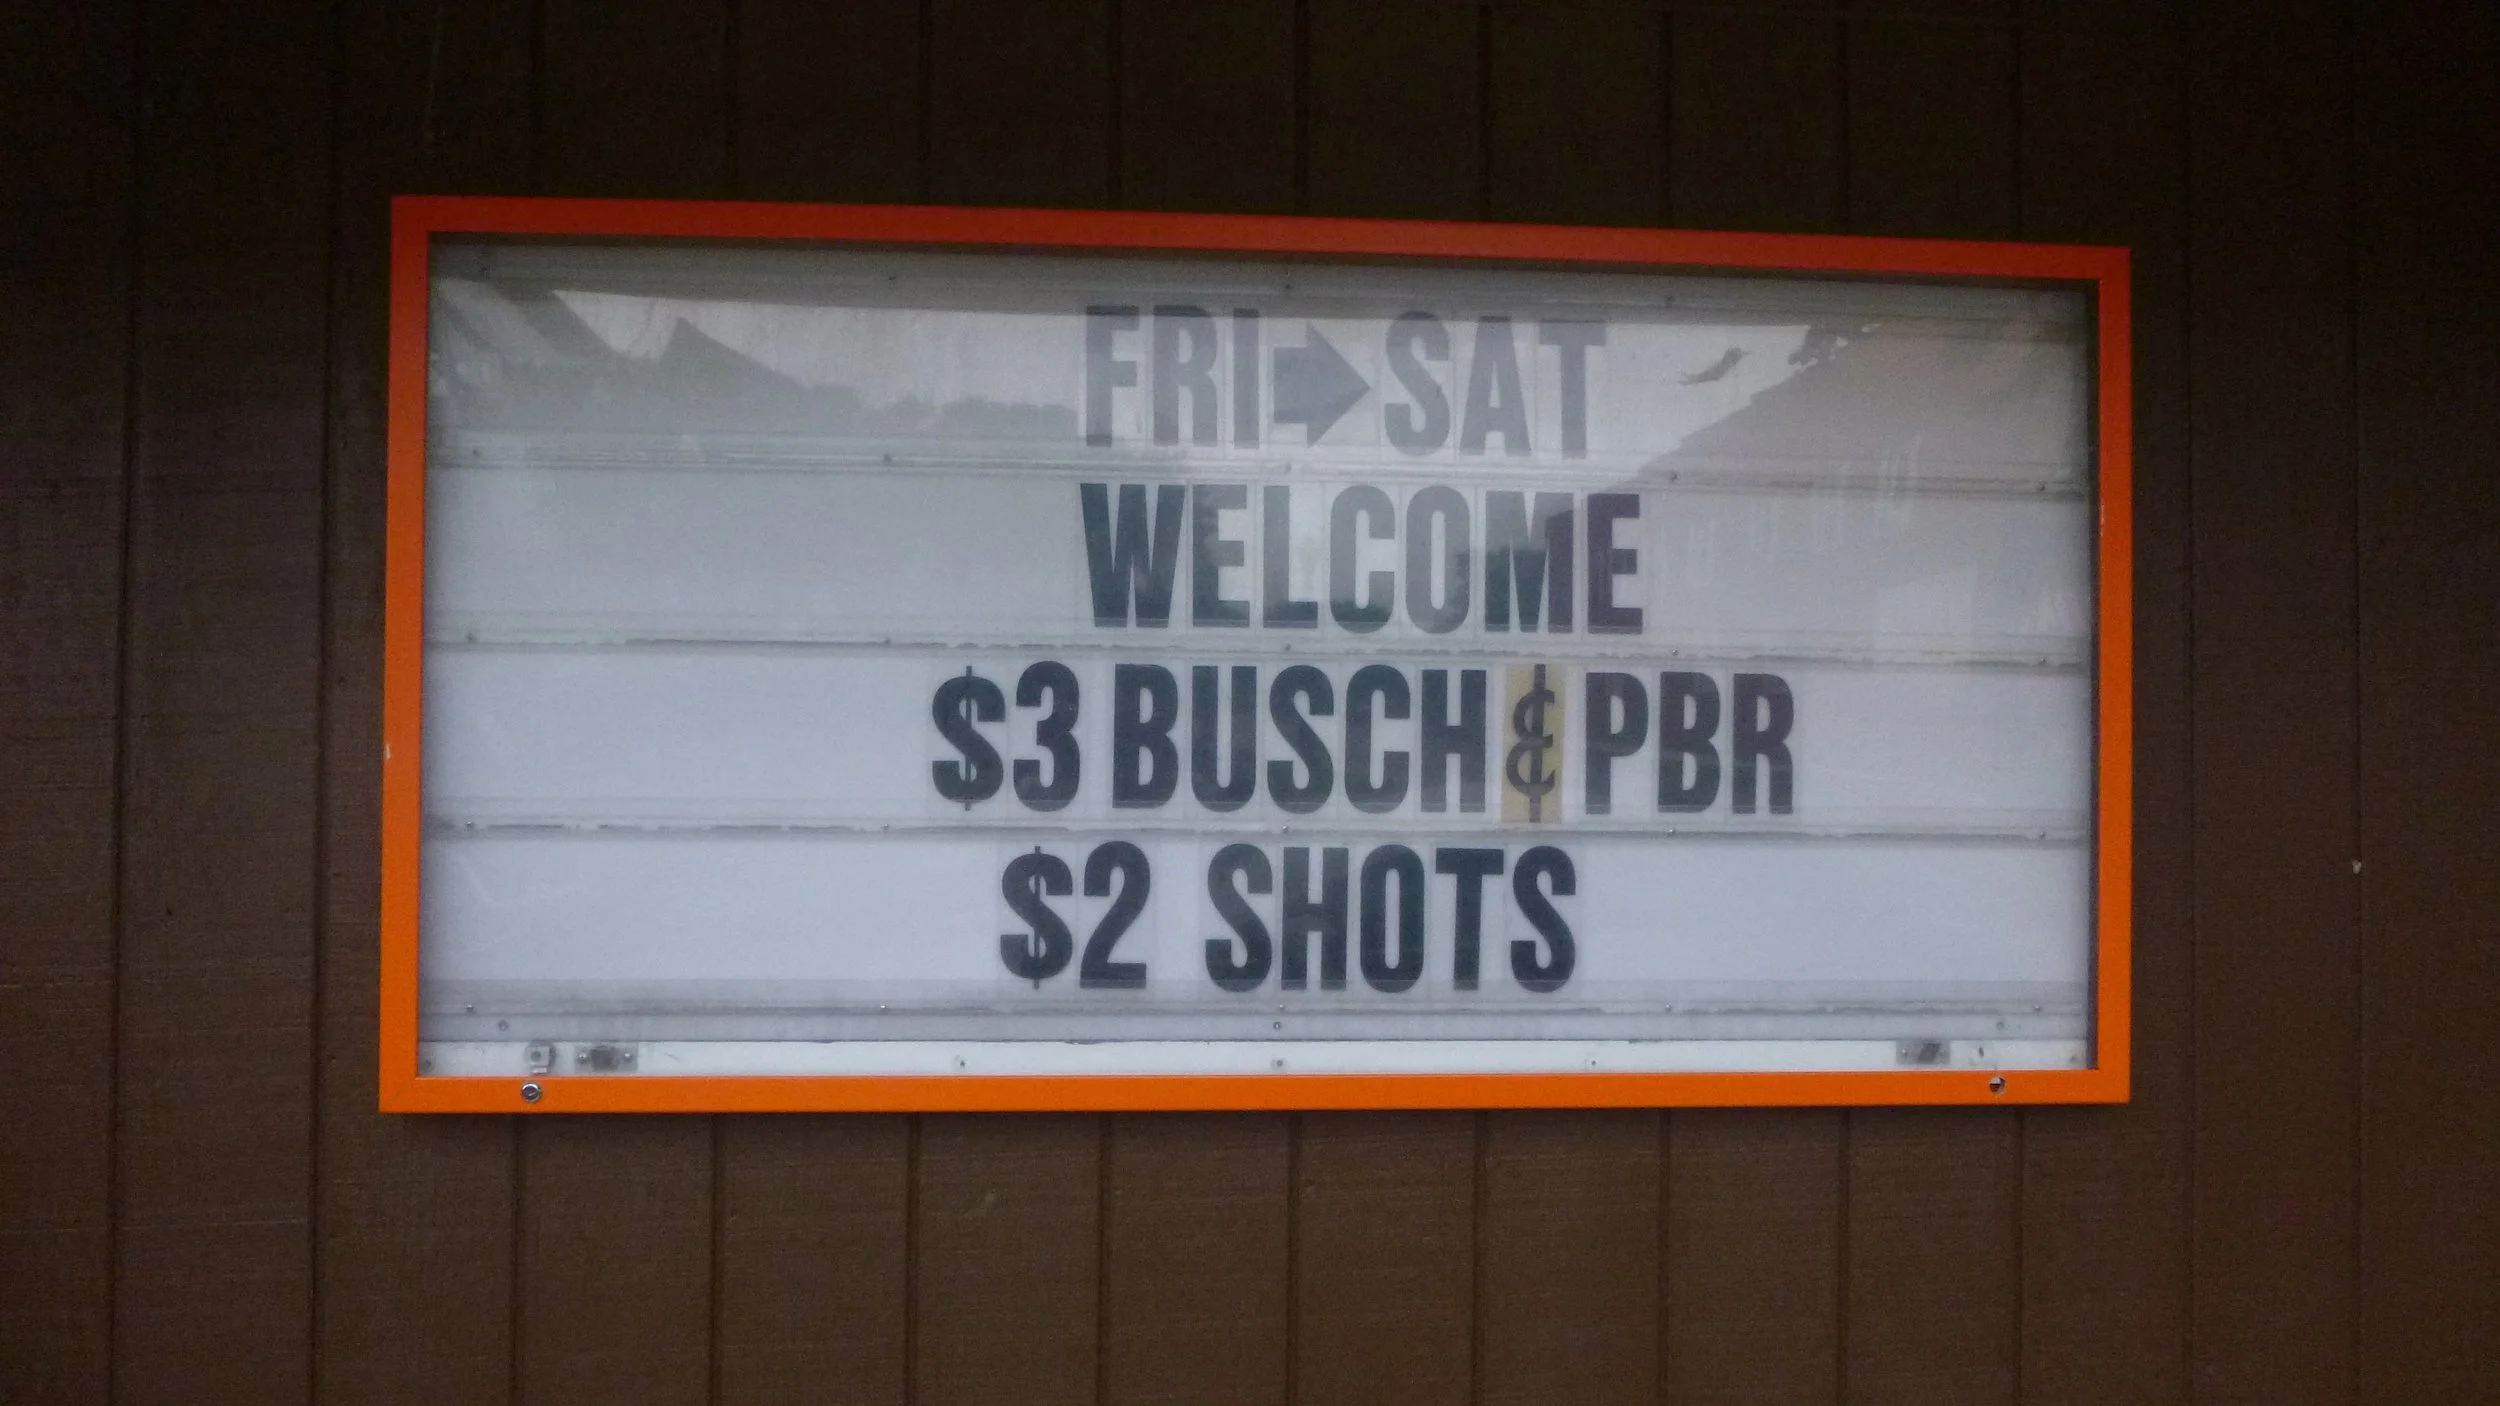 FRI➡SAT
WELCOME
$3 BUSCH & PBR
$2 SHOTS